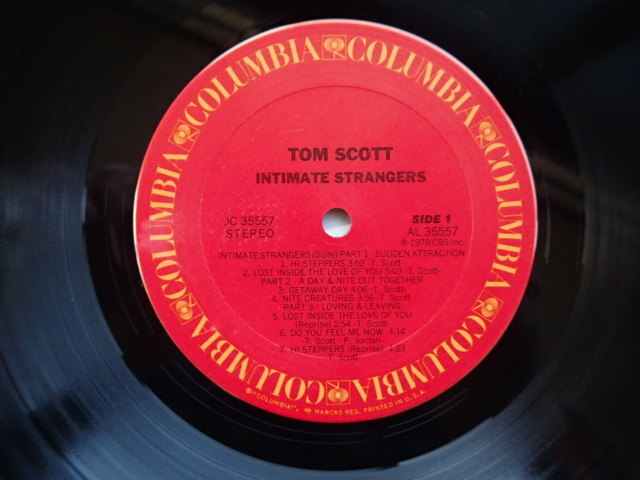 COLUMBIA COLUMBIA COLUMBIA COLUMBIA COLUMBIA COLUMBIA
TOM SCOTT
INTIMATE STRANGERS
JC 35557
STEREO
SIDE 1
AL 35557
℗ 1978 CBS Inc.
INTIMATE STRANGERS (Suite) PART 1 - SUDDEN ATTRACTION
1. HI STEPPERS 3:52 -T. Scott-
2. LOST INSIDE THE LOVE OF YOU 5:03 -T. Scott-
PART 2 - A DAY & NITE OUT TOGETHER
3. GETAWAY DAY 4:06 -T. Scott-
4. NITE CREATURES 3:56 -T. Scott-
PART 3 - LOVING & LEAVING
5. LOST INSIDE THE LOVE OF YOU
(Reprise) 2:54 -T. Scott-
6. DO YOU FEEL ME NOW 4:14
-T. Scott - P. Jordan-
7. HI STEPPERS (Reprise) 1:23
T. Scott-
®"COLUMBIA", MARCAS REG. PRINTED IN U.S.A.